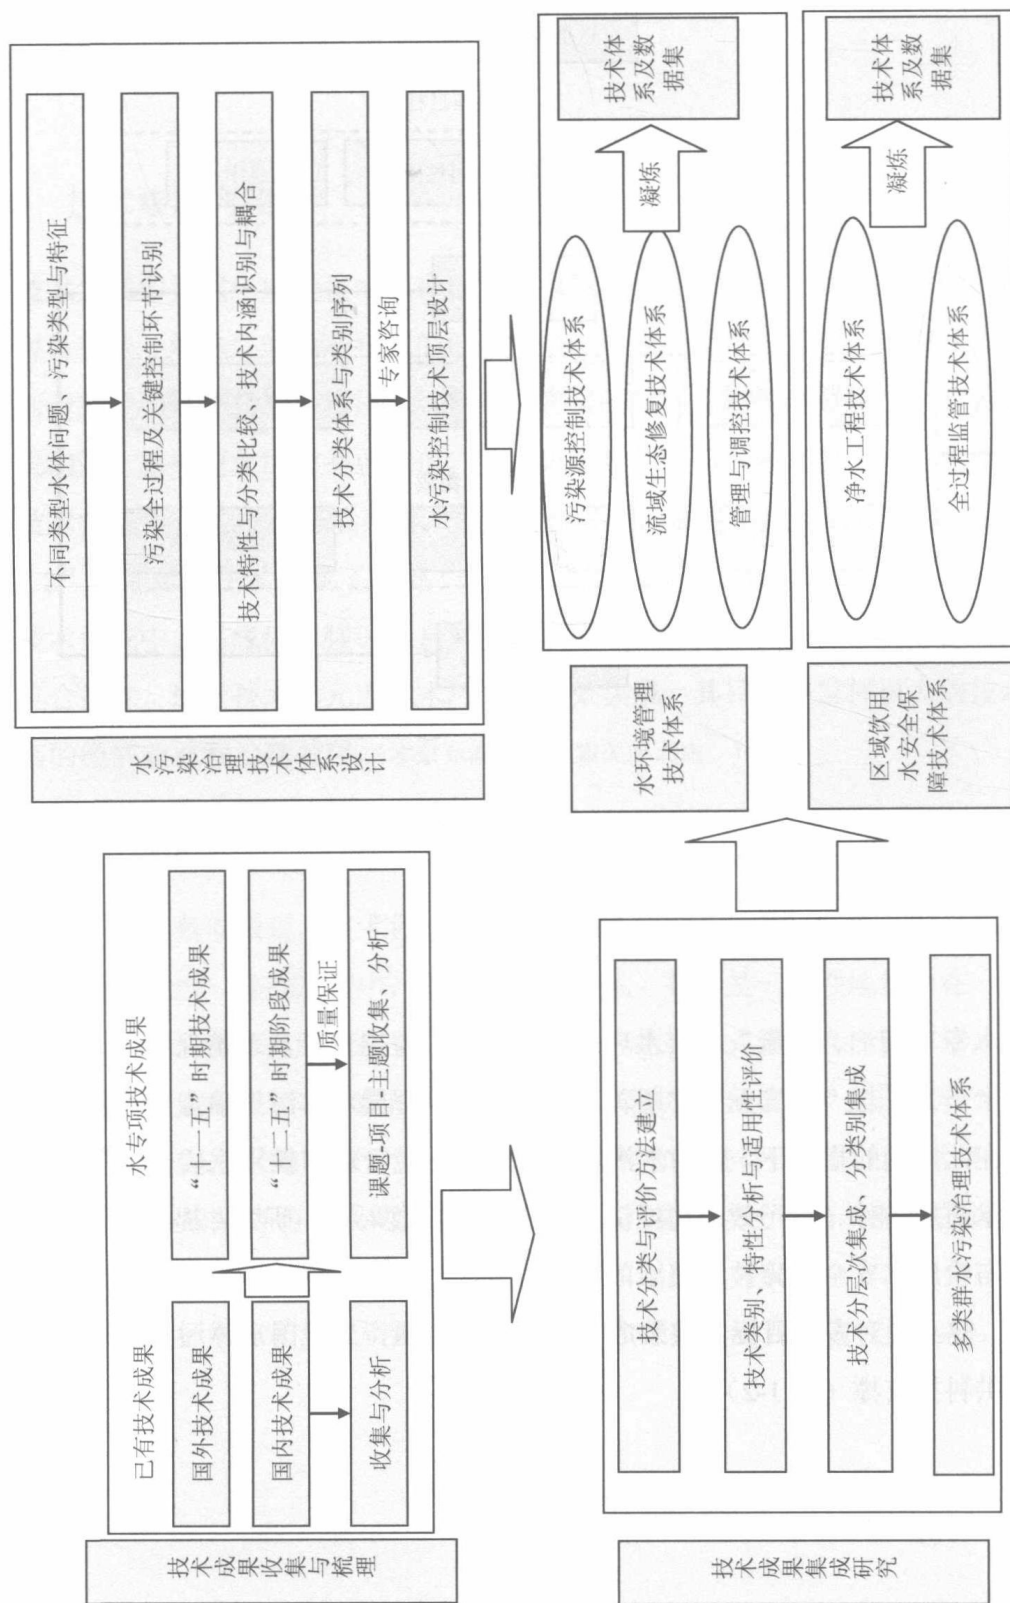 技术成果收集与梳理
已有技术成果
国外技术成果
国内技术成果
收集与分析
水专项技术成果
“十一五”时期技术成果
“十二五”时期阶段成果
质量保证
课题-项目-主题收集、分析
水污染治理技术体系设计
不同类型水体问题、污染类型与特征
污染全过程及关键控制环节识别
技术特性与分类比较、技术内涵识别与耦合
技术分类体系与类别序列
专家咨询
水污染控制技术顶层设计
技术成果集成研究
技术分类与评价方法建立
技术类别、特性分析与适用性评价
技术分层次集成、分类别集成
多类群水污染治理技术体系
水环境管理
技术体系
污染源控制技术体系
流域生态修复技术体系
管理与调控技术体系
凝炼
技术体
系及数
据集
区域饮用
水安全保
障技术体系
净水工程技术体系
全过程监管技术体系
凝炼
技术体
系及数
据集